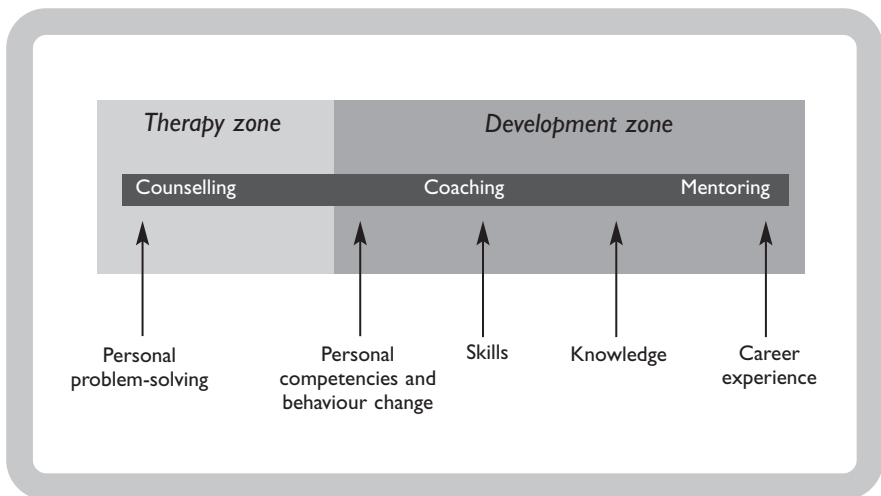 Therapy zone
Development zone
Counselling
Coaching
Mentoring
Personal
problem-solving
Personal
competencies and
behaviour change
Skills
Knowledge
Career
experience